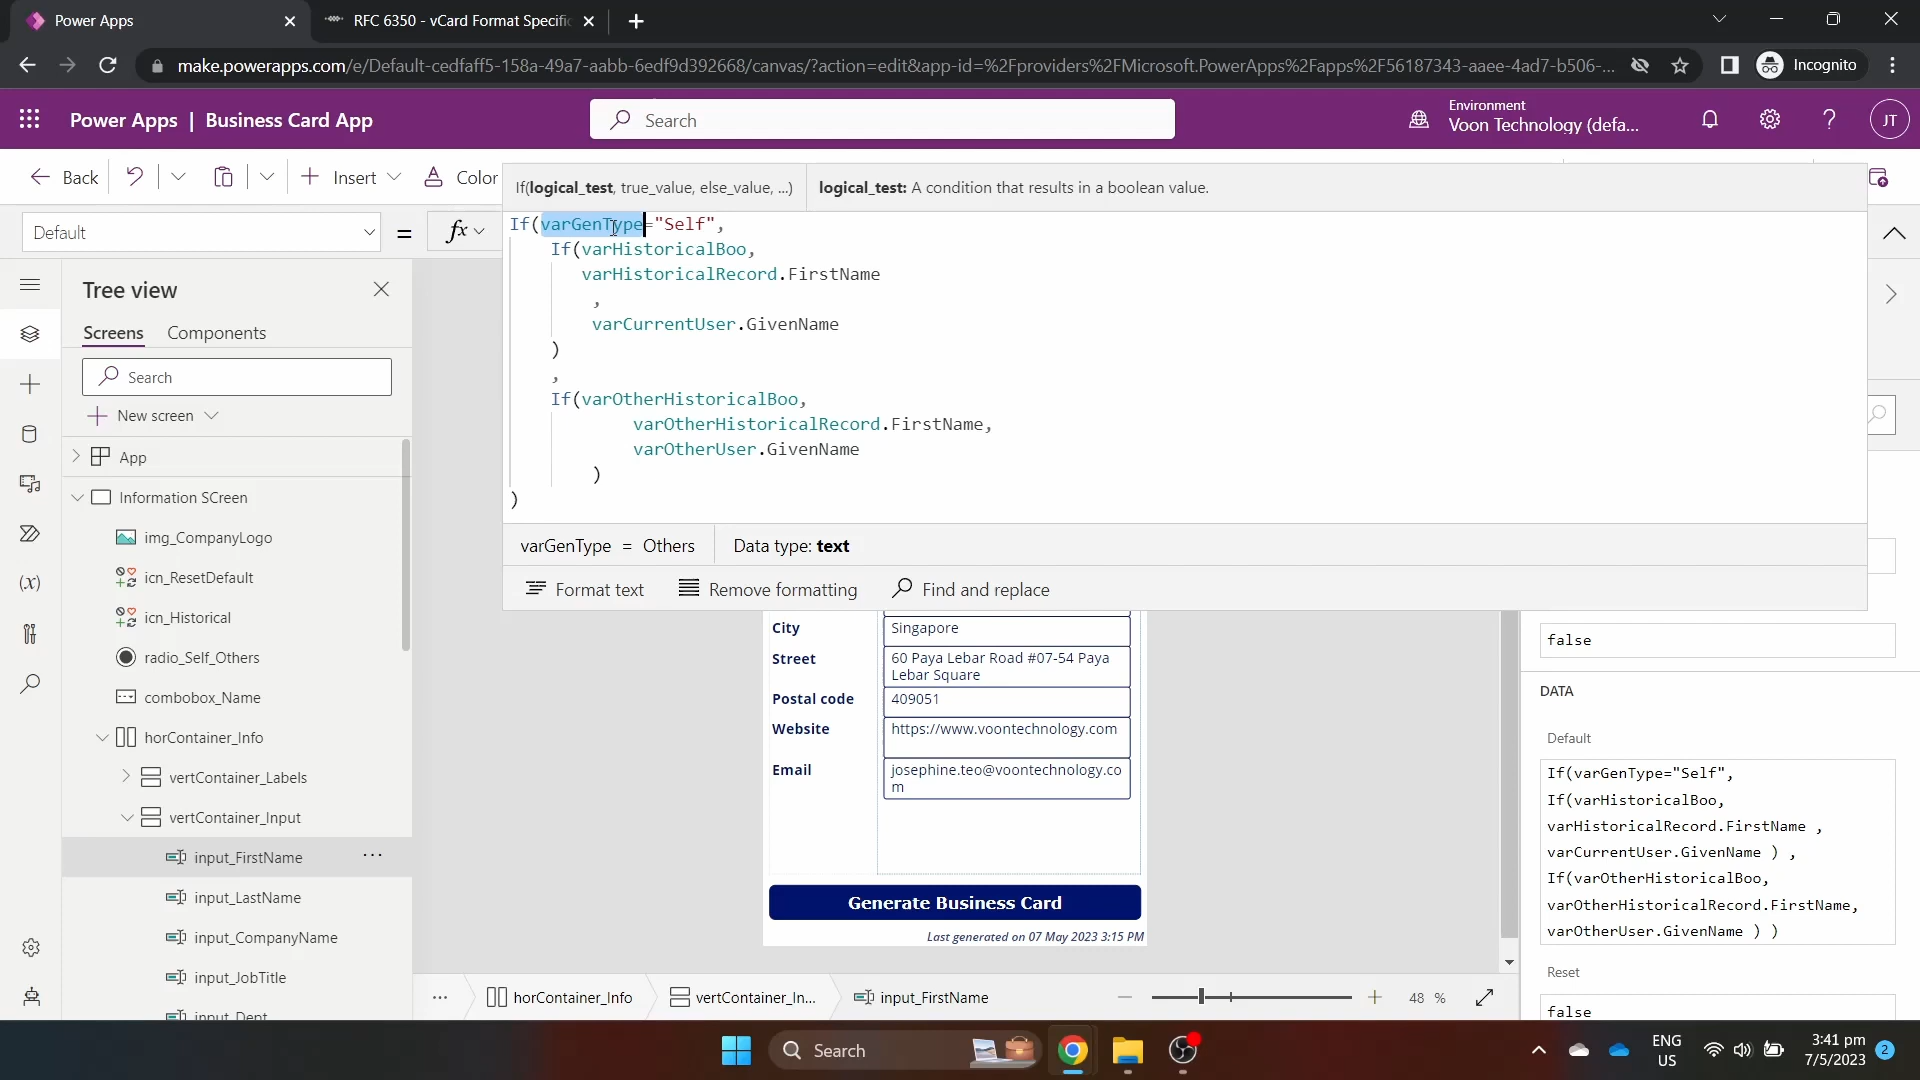 Power Apps
RFC 6350 - vCard Format Specific
make.powerapps.com/e/Default-cedfaff5-158a-49a7-aabb-6edf9d392668/canvas/?action=edit&app-id=%2Fproviders%2FMicrosoft.PowerApps%2Fapps%2F56187343-aaee-4ad7-b506-...
Incognito
Power Apps | Business Card App
Search
Environment
Voon Technology (defa...
JT
Back
Insert
Color
If(logical_test, true_value, else_value, ...)
logical_test: A condition that results in a boolean value.
Default
=
fx
If(varGenType="Self",
If(varHistoricalBoo,
varHistoricalRecord.FirstName
,
varCurrentUser.GivenName
)
,
If(varOtherHistoricalBoo,
varOtherHistoricalRecord.FirstName,
varOtherUser.GivenName
)
)
varGenType = Others
Data type: text
Format text
Remove formatting
Find and replace
Tree view
Screens
Components
Search
New screen
App
Information SCreen
img_CompanyLogo
icn_ResetDefault
icn_Historical
radio_Self_Others
combobox_Name
horContainer_Info
vertContainer_Labels
vertContainer_Input
input_FirstName
...
input_LastName
input_CompanyName
input_JobTitle
input_Dept
City
Singapore
Street
60 Paya Lebar Road #07-54 Paya
Lebar Square
Postal code
409051
Website
https://www.voontechnology.com
Email
josephine.teo@voontechnology.co
m
Generate Business Card
Last generated on 07 May 2023 3:15 PM
...
horContainer_Info
vertContainer_In...
input_FirstName
48 %
false
DATA
Default
If(varGenType="Self",
If(varHistoricalBoo,
varHistoricalRecord.FirstName ,
varCurrentUser.GivenName ) ,
If(varOtherHistoricalBoo,
varOtherHistoricalRecord.FirstName,
varOtherUser.GivenName ) )
Reset
false
Search
ENG
US
3:41 pm
7/5/2023
2